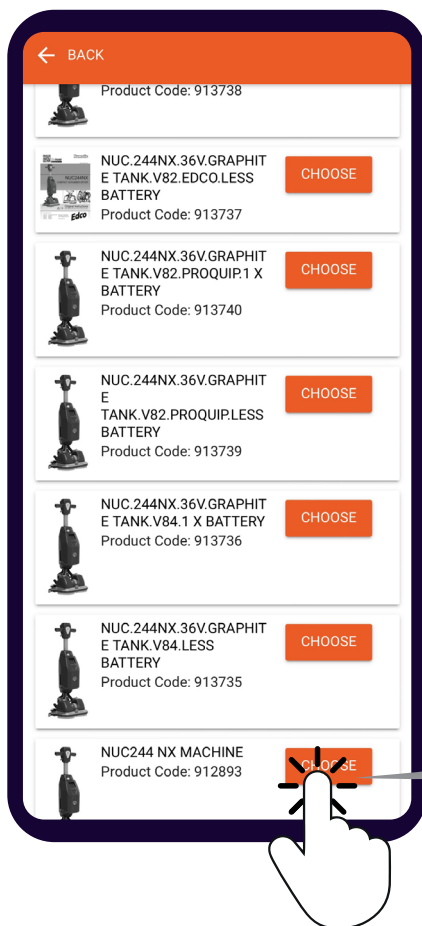 BACK
Product Code: 913738
NUC.244NX.36V.GRAPHIT
E TANK.V82.EDCO.LESS
BATTERY
Product Code: 913737
CHOOSE
Edco
NUC.244NX.36V.GRAPHIT
E TANK.V82.PROQUIP.1 X
BATTERY
Product Code: 913740
CHOOSE
NUC.244NX.36V.GRAPHIT
E
TANK.V82.PROQUIP.LESS
BATTERY
Product Code: 913739
CHOOSE
NUC.244NX.36V.GRAPHIT
E TANK.V84.1 X BATTERY
Product Code: 913736
CHOOSE
NUC.244NX.36V.GRAPHIT
E TANK.V84.LESS
BATTERY
Product Code: 913735
CHOOSE
NUC244 NX MACHINE
Product Code: 912893
CHOOSE